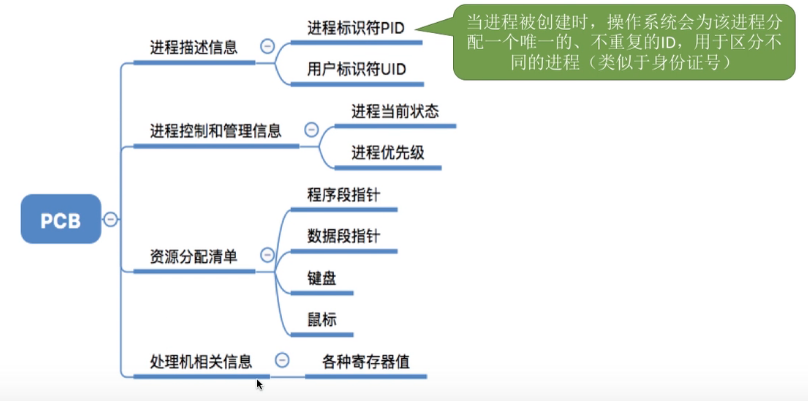 进程标识符PID
当进程被创建时，操作系统会为该进程分
配一个唯一的、不重复的ID，用于区分不
同的进程（类似于身份证号）
进程描述信息
用户标识符UID
进程当前状态
进程控制和管理信息
进程优先级
程序段指针
PCB
数据段指针
资源分配清单
键盘
鼠标
处理机相关信息
各种寄存器值